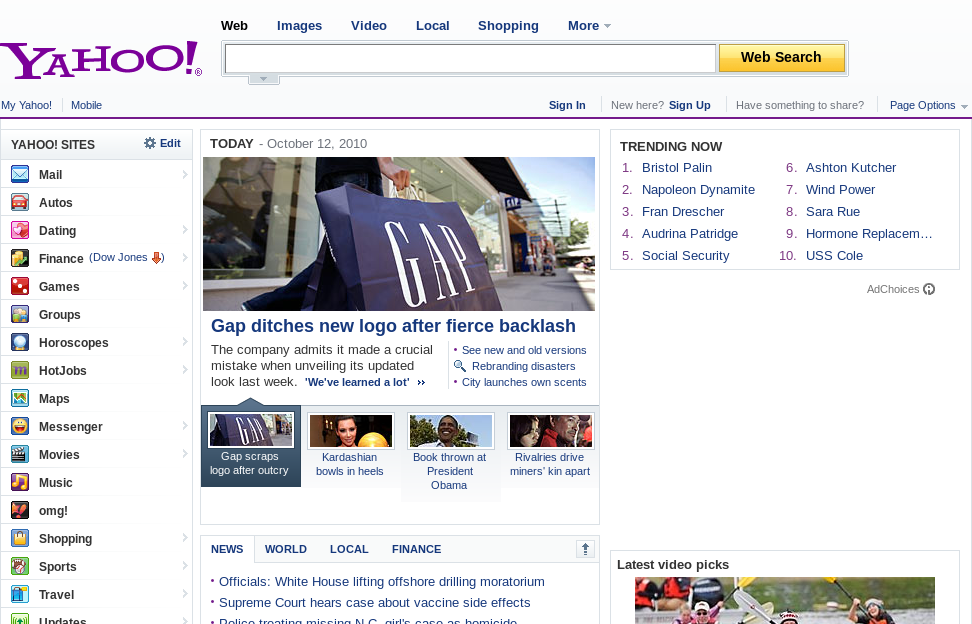 Web Images Video Local Shopping More
YAHOO!®
Web Search
My Yahoo! Mobile
Sign In New here? Sign Up Have something to share? Page Options
YAHOO! SITES Edit
Mail
Autos
Dating
Finance (Dow Jones )
Games
Groups
Horoscopes
HotJobs
Maps
Messenger
Movies
Music
omg!
Shopping
Sports
Travel
Updates
TODAY - October 12, 2010
GAP
Gap ditches new logo after fierce backlash
The company admits it made a crucial
mistake when unveiling its updated
look last week. 'We've learned a lot' »
• See new and old versions
Rebranding disasters
• City launches own scents
GAP
Gap scraps
logo after outcry
Kardashian
bowls in heels
Book thrown at
President
Obama
Rivalries drive
miners' kin apart
NEWS WORLD LOCAL FINANCE
• Officials: White House lifting offshore drilling moratorium
• Supreme Court hears case about vaccine side effects
• Police treating missing N.C. girl's case as homicide
TRENDING NOW
1. Bristol Palin
2. Napoleon Dynamite
3. Fran Drescher
4. Audrina Patridge
5. Social Security
6. Ashton Kutcher
7. Wind Power
8. Sara Rue
9. Hormone Replacem…
10. USS Cole
AdChoices
Latest video picks